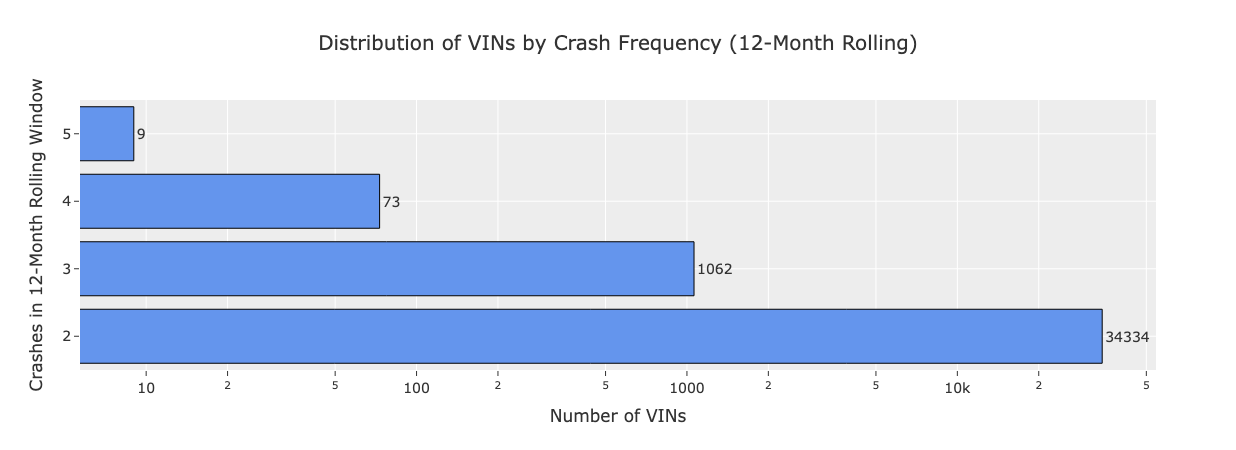 Distribution of VINs by Crash Frequency (12-Month Rolling)
Crashes in 12-Month Rolling Window
5
9
4
73
3
1062
2
34334
10 2 5 100 2 5 1000 2 5 10k 2 5
Number of VINs